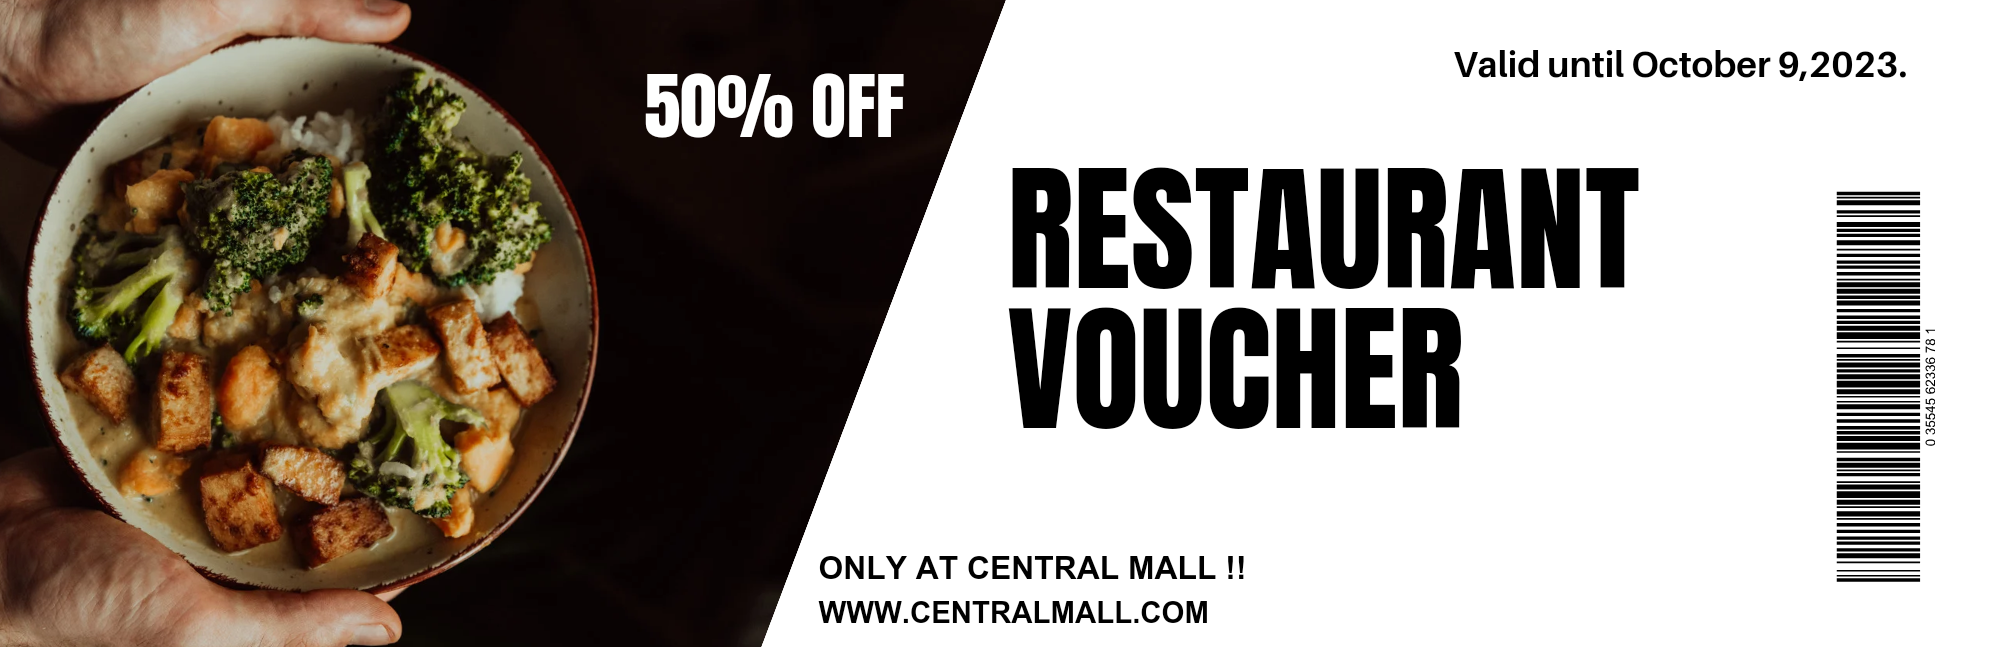 50% OFF
Valid until October 9,2023.
RESTAURANT
VOUCHER
0 35545 62336 78 1
ONLY AT CENTRAL MALL !!
WWW.CENTRALMALL.COM